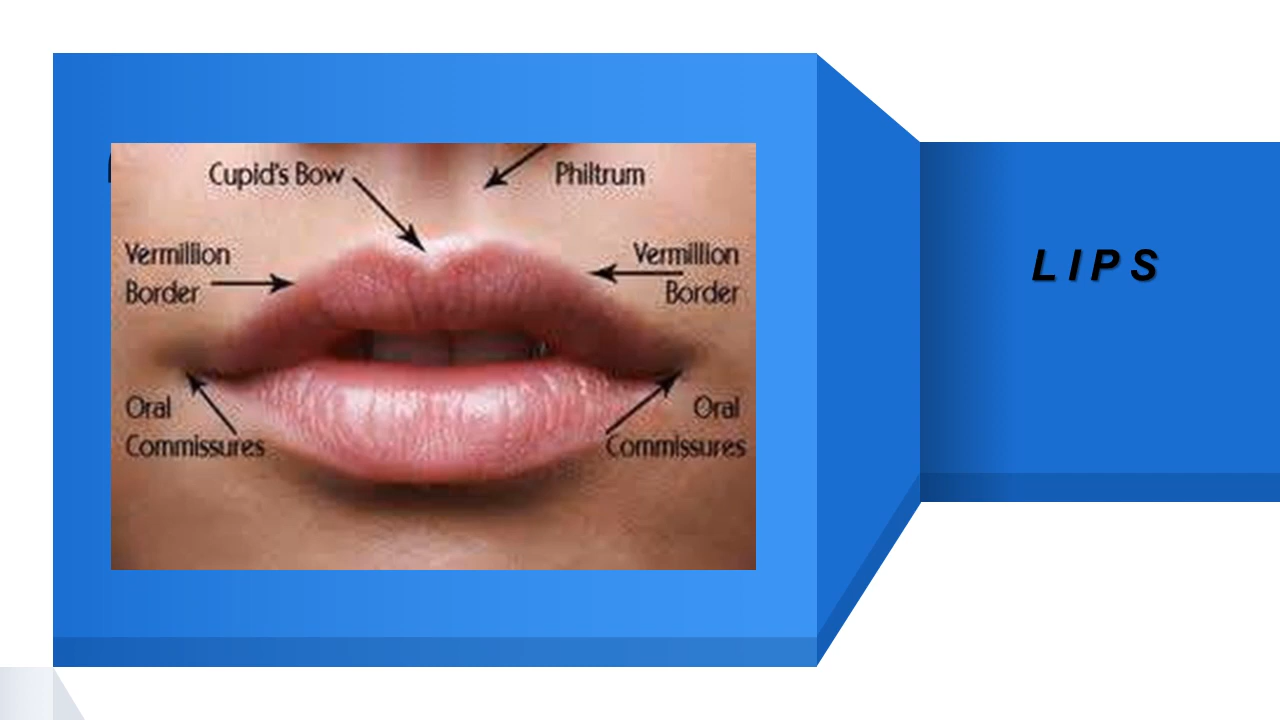 Cupid's Bow
Philtrum
Vermillion
Border
Vermillion
Border
Oral
Commissures
Oral
Commissures
LIPS